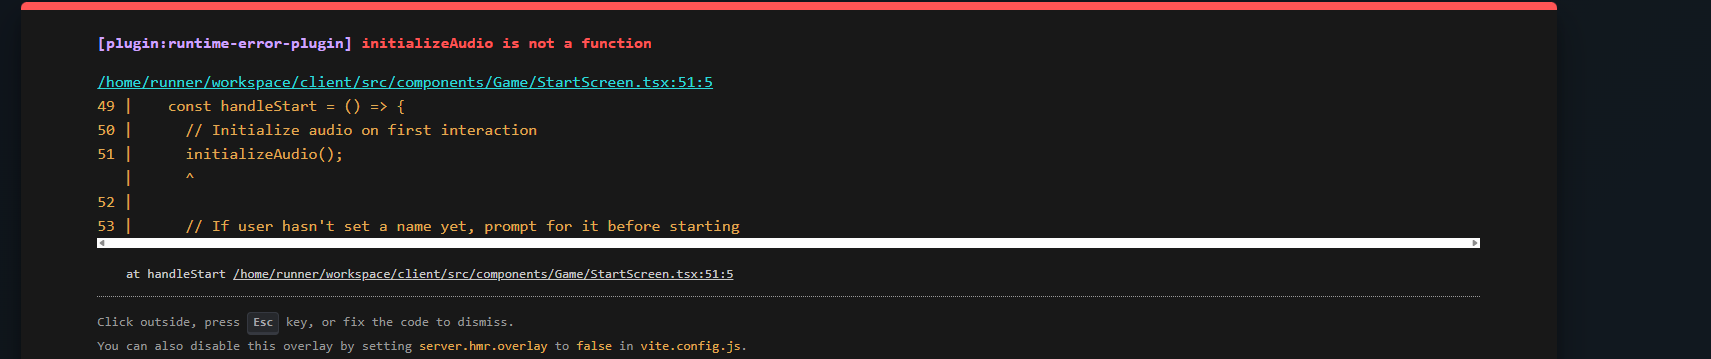 [plugin:runtime-error-plugin] initializeAudio is not a function
/home/runner/workspace/client/src/components/Game/StartScreen.tsx:51:5
49 |    const handleStart = () => {
50 |      // Initialize audio on first interaction
51 |      initializeAudio();
   |      ^
52 |
53 |      // If user hasn't set a name yet, prompt for it before starting
    at handleStart /home/runner/workspace/client/src/components/Game/StartScreen.tsx:51:5
Click outside, press Esc key, or fix the code to dismiss.
You can also disable this overlay by setting server.hmr.overlay to false in vite.config.js.